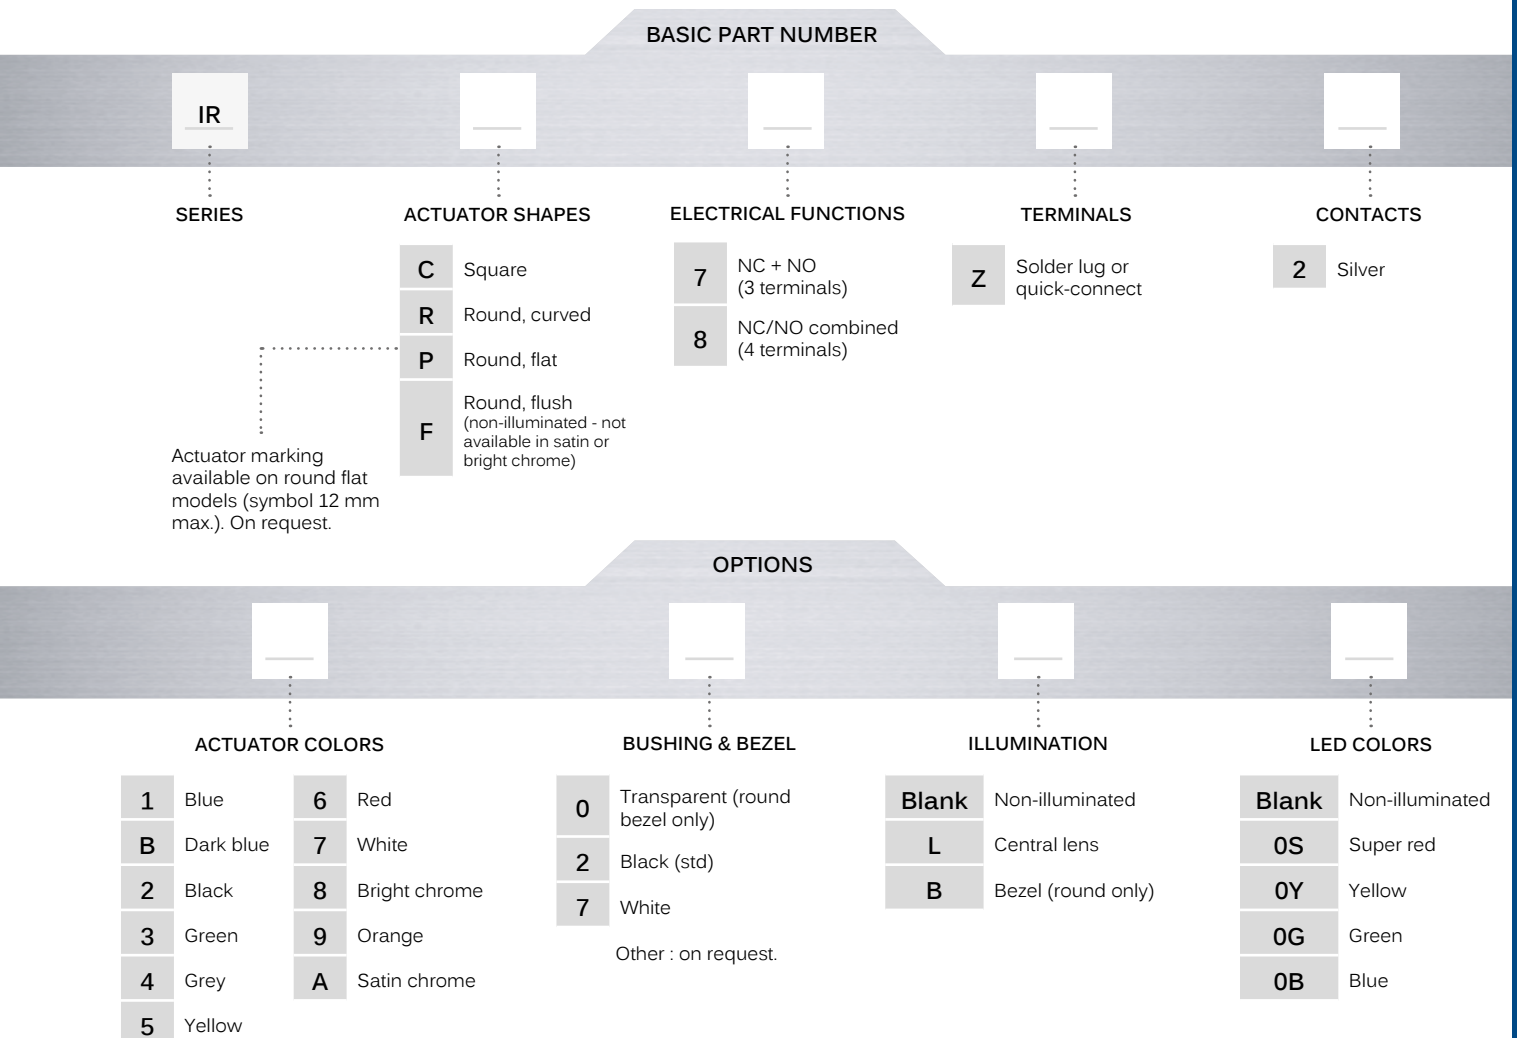 BASIC PART NUMBER
IR
SERIES
ACTUATOR SHAPES
C Square
R Round, curved
P Round, flat
F Round, flush
(non-illuminated - not
available in satin or
bright chrome)
Actuator marking
available on round flat
models (symbol 12 mm
max.). On request.
ELECTRICAL FUNCTIONS
7 NC + NO
(3 terminals)
8 NC/NO combined
(4 terminals)
TERMINALS
Z Solder lug or
quick-connect
CONTACTS
2 Silver
OPTIONS
ACTUATOR COLORS
1 Blue
B Dark blue
2 Black
3 Green
4 Grey
5 Yellow
6 Red
7 White
8 Bright chrome
9 Orange
A Satin chrome
BUSHING & BEZEL
0 Transparent (round
bezel only)
2 Black (std)
7 White
Other : on request.
ILLUMINATION
Blank Non-illuminated
L Central lens
B Bezel (round only)
LED COLORS
Blank Non-illuminated
0S Super red
0Y Yellow
0G Green
0B Blue